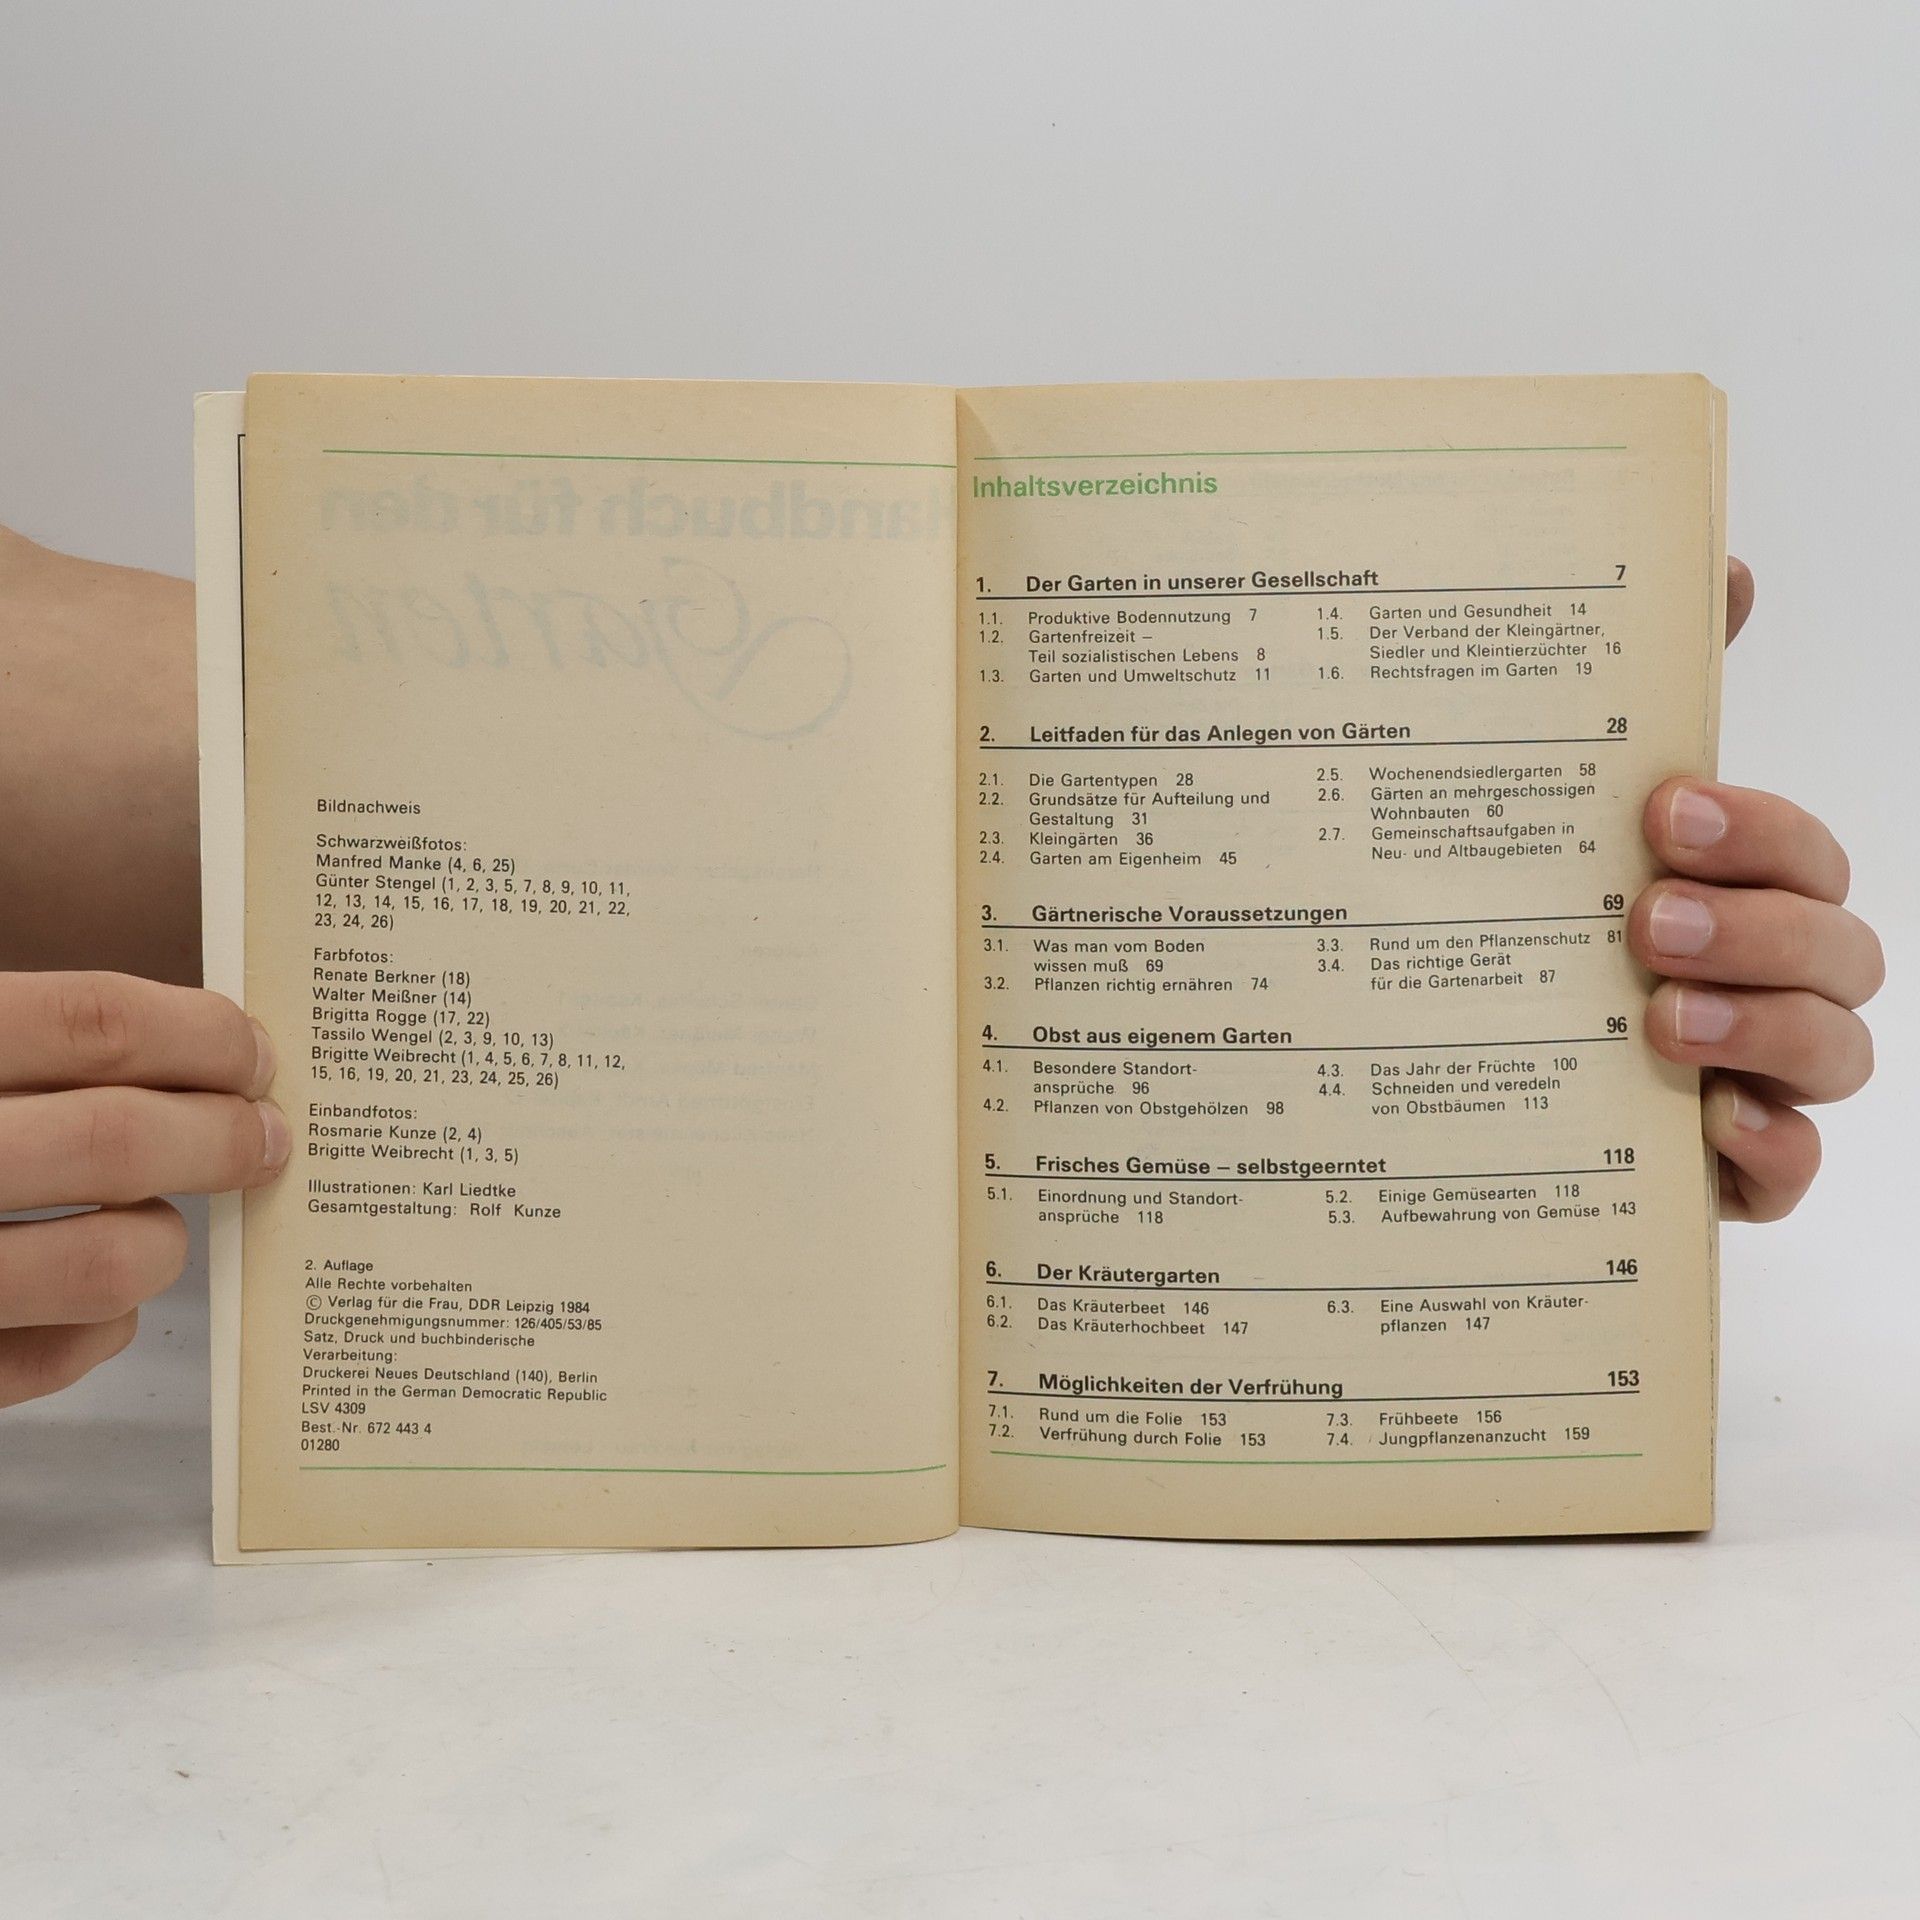 Handbuch für den
Garten
Bildnachweis
Schwarzweißfotos:
Manfred Manke (4, 6, 25)
Günter Stengel (1, 2, 3, 5, 7, 8, 9, 10, 11,
12, 13, 14, 15, 16, 17, 18, 19, 20, 21, 22,
23, 24, 26)
Farbfotos:
Renate Berkner (18)
Walter Meißner (14)
Brigitta Rogge (17, 22)
Tassilo Wengel (2, 3, 9, 10, 13)
Brigitte Weibrecht (1, 4, 5, 6, 7, 8, 11, 12,
15, 16, 19, 20, 21, 23, 24, 25, 26)
Einbandfotos:
Rosmarie Kunze (2, 4)
Brigitte Weibrecht (1, 3, 5)
Illustrationen: Karl Liedtke
Gesamtgestaltung: Rolf Kunze
2. Auflage
Alle Rechte vorbehalten
© Verlag für die Frau, DDR Leipzig 1984
Druckgenehmigungsnummer: 126/405/53/85
Satz, Druck und buchbinderische
Verarbeitung:
Druckerei Neues Deutschland (140), Berlin
Printed in the German Democratic Republic
LSV 4309
Best.-Nr. 672 443 4
01280
Inhaltsverzeichnis
1. Der Garten in unserer Gesellschaft 7
1.1. Produktive Bodennutzung 7
1.2. Gartenfreizeit –
Teil sozialistischen Lebens 8
1.3. Garten und Umweltschutz 11
1.4. Garten und Gesundheit 14
1.5. Der Verband der Kleingärtner,
Siedler und Kleintierzüchter 16
1.6. Rechtsfragen im Garten 19
2. Leitfaden für das Anlegen von Gärten 28
2.1. Die Gartentypen 28
2.2. Grundsätze für Aufteilung und
Gestaltung 31
2.3. Kleingärten 36
2.4. Garten am Eigenheim 45
2.5. Wochenendsiedlergarten 58
2.6. Gärten an mehrgeschossigen
Wohnbauten 60
2.7. Gemeinschaftsaufgaben in
Neu- und Altbaugebieten 64
3. Gärtnerische Voraussetzungen 69
3.1. Was man vom Boden
wissen muß 69
3.2. Pflanzen richtig ernähren 74
3.3. Rund um den Pflanzenschutz 81
3.4. Das richtige Gerät
für die Gartenarbeit 87
4. Obst aus eigenem Garten 96
4.1. Besondere Standort-
ansprüche 96
4.2. Pflanzen von Obstgehölzen 98
4.3. Das Jahr der Früchte 100
4.4. Schneiden und veredeln
von Obstbäumen 113
5. Frisches Gemüse – selbstgeerntet 118
5.1. Einordnung und Standort-
ansprüche 118
5.2. Einige Gemüsearten 118
5.3. Aufbewahrung von Gemüse 143
6. Der Kräutergarten 146
6.1. Das Kräuterbeet 146
6.2. Das Kräuterhochbeet 147
6.3. Eine Auswahl von Kräuter-
pflanzen 147
7. Möglichkeiten der Verfrühung 153
7.1. Rund um die Folie 153
7.2. Verfrühung durch Folie 153
7.3. Frühbeete 156
7.4. Jungpflanzenanzucht 159